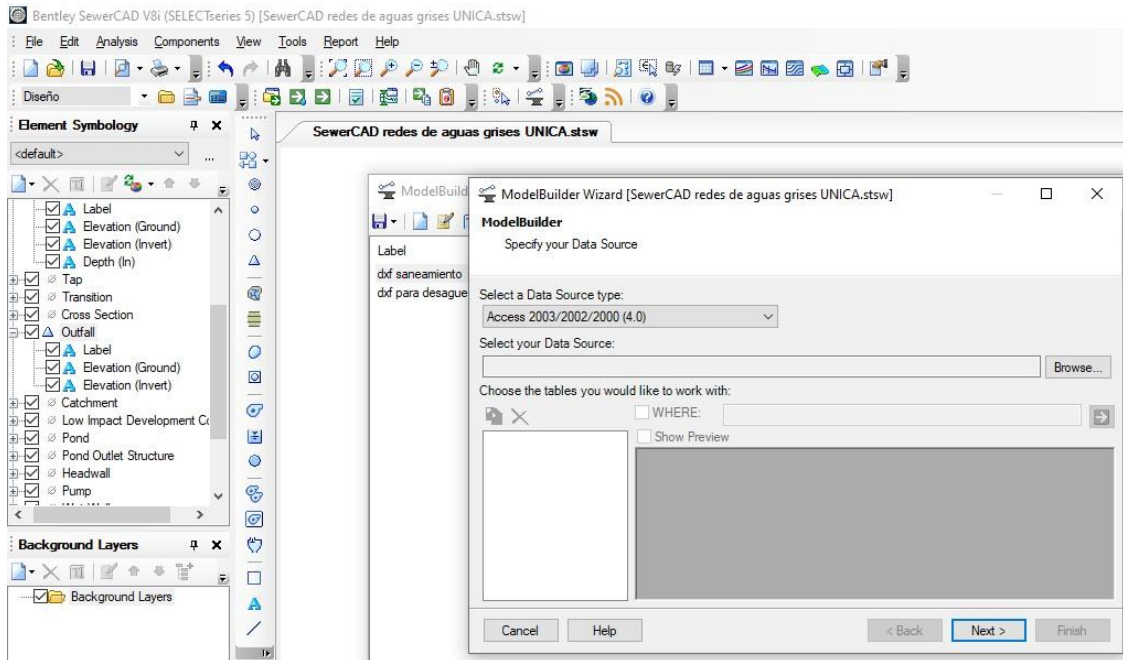 Bentley SewerCAD V8i (SELECTseries 5) [SewerCAD redes de aguas grises UNICA.stsw]
File Edit Analysis Components View Tools Report Help
Diseño
Element Symbology
<default>
...
Label
Elevation (Ground)
Elevation (Invert)
Depth (In)
Tap
Transition
Cross Section
Outfall
Label
Elevation (Ground)
Elevation (Invert)
Catchment
Low Impact Development Co
Pond
Pond Outlet Structure
Headwall
Pump
Background Layers
Background Layers
SewerCAD redes de aguas grises UNICA.stsw
ModelBuild
Label
dxf saneamiento
dxf para desague
ModelBuilder Wizard [SewerCAD redes de aguas grises UNICA.stsw]
ModelBuilder
Specify your Data Source
Select a Data Source type:
Access 2003/2002/2000 (4.0)
Select your Data Source:
Browse...
Choose the tables you would like to work with:
WHERE:
Show Preview
Cancel Help < Back Next > Finish